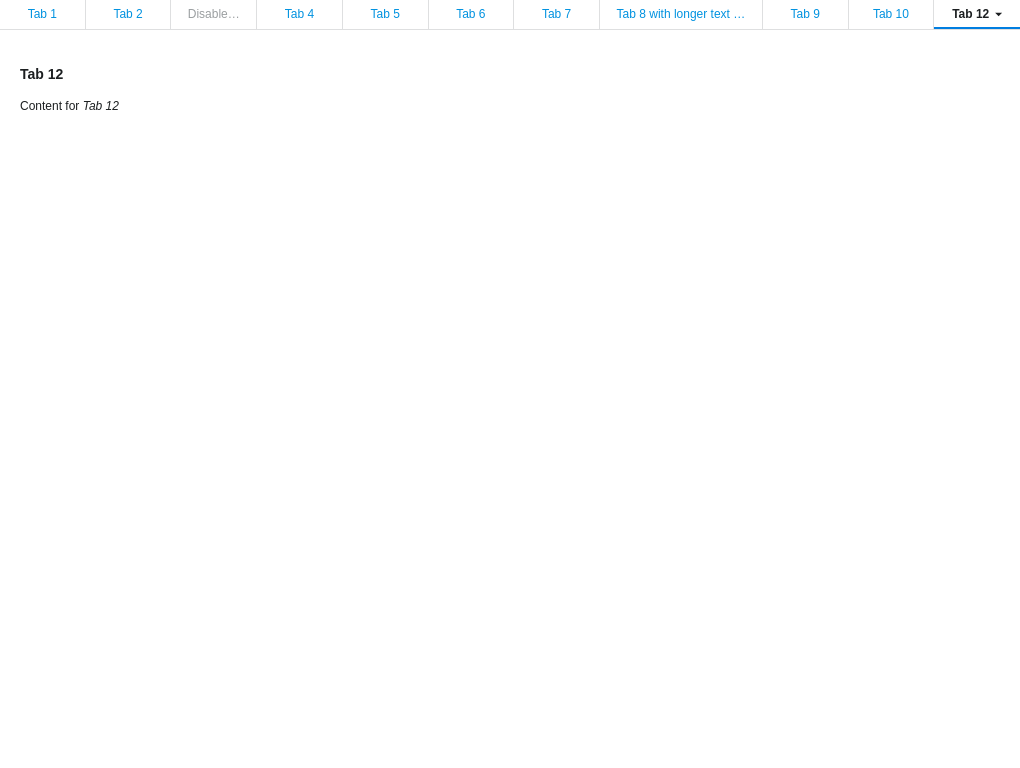 Tab 1 Tab 2 Disable… Tab 4 Tab 5 Tab 6 Tab 7 Tab 8 with longer text … Tab 9 Tab 10 Tab 12
Tab 12
Content for Tab 12